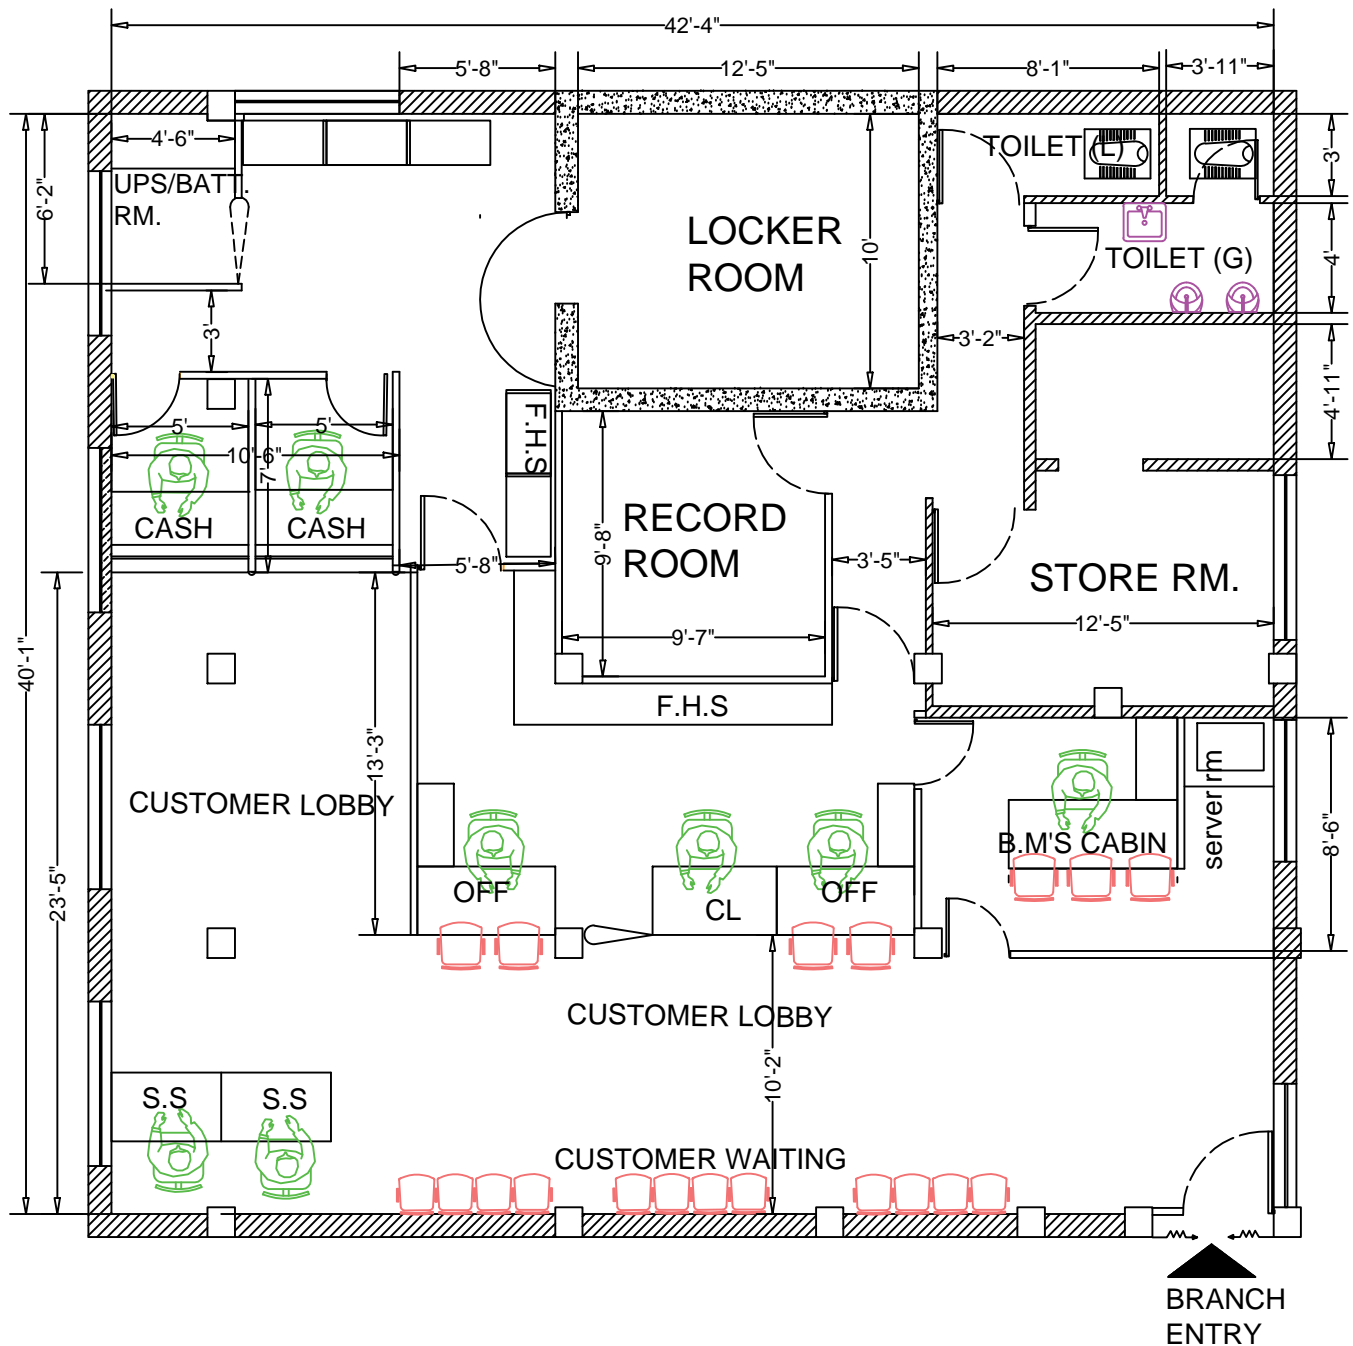 42'-4"
5'-8"
12'-5"
8'-1"
3'-11"
4'-6"
TOILET (L)
3'
UPS/BATT.
RM.
6'-2"
LOCKER
ROOM
10'
TOILET (G)
4'
3'
3'-2"
4'-11"
5'
5'
10'-6"
7'
F.H.S
CASH
CASH
RECORD
ROOM
9'-8"
5'-8"
3'-5"
STORE RM.
12'-5"
9'-7"
40'-1"
F.H.S
13'-3"
CUSTOMER LOBBY
server rm
B.M'S CABIN
8'-6"
OFF
CL
OFF
23'-5"
CUSTOMER LOBBY
10'-2"
S.S
S.S
CUSTOMER WAITING
BRANCH
ENTRY